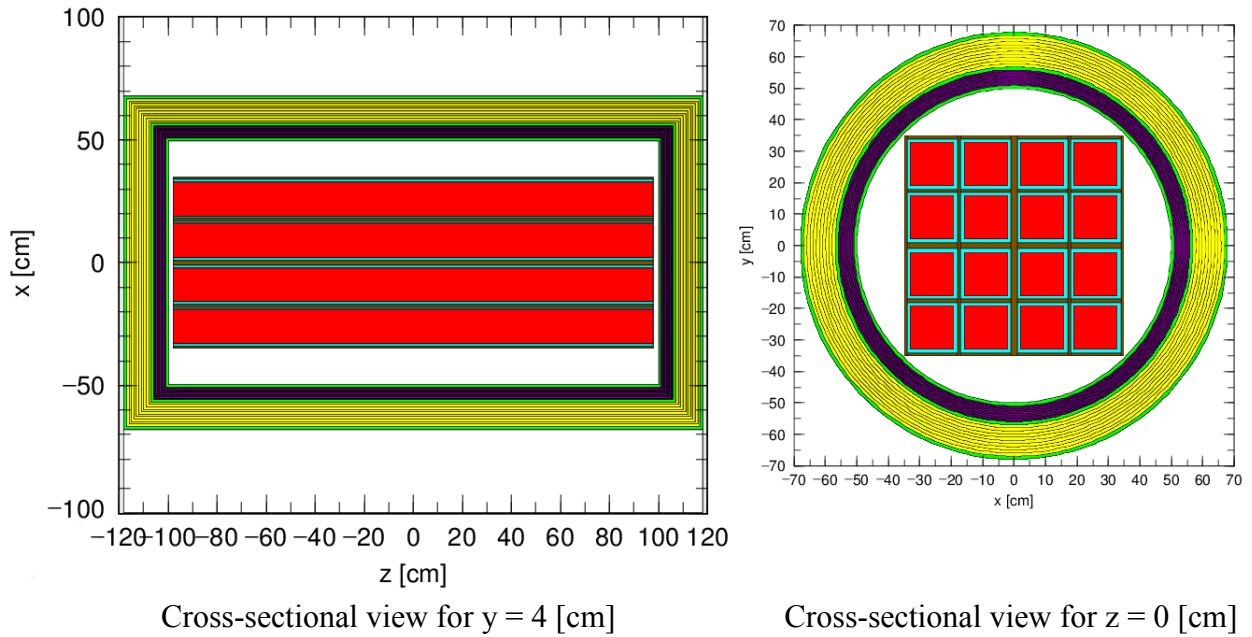 100
50
0
−50
−100
x [cm]
−120−100−80 −60 −40 −20 0 20 40 60 80 100 120
z [cm]
Cross-sectional view for y = 4 [cm]
70
60
50
40
30
20
10
0
−10
−20
−30
−40
−50
−60
−70
y [cm]
−70 −60 −50 −40 −30 −20 −10 0 10 20 30 40 50 60 70
x [cm]
Cross-sectional view for z = 0 [cm]